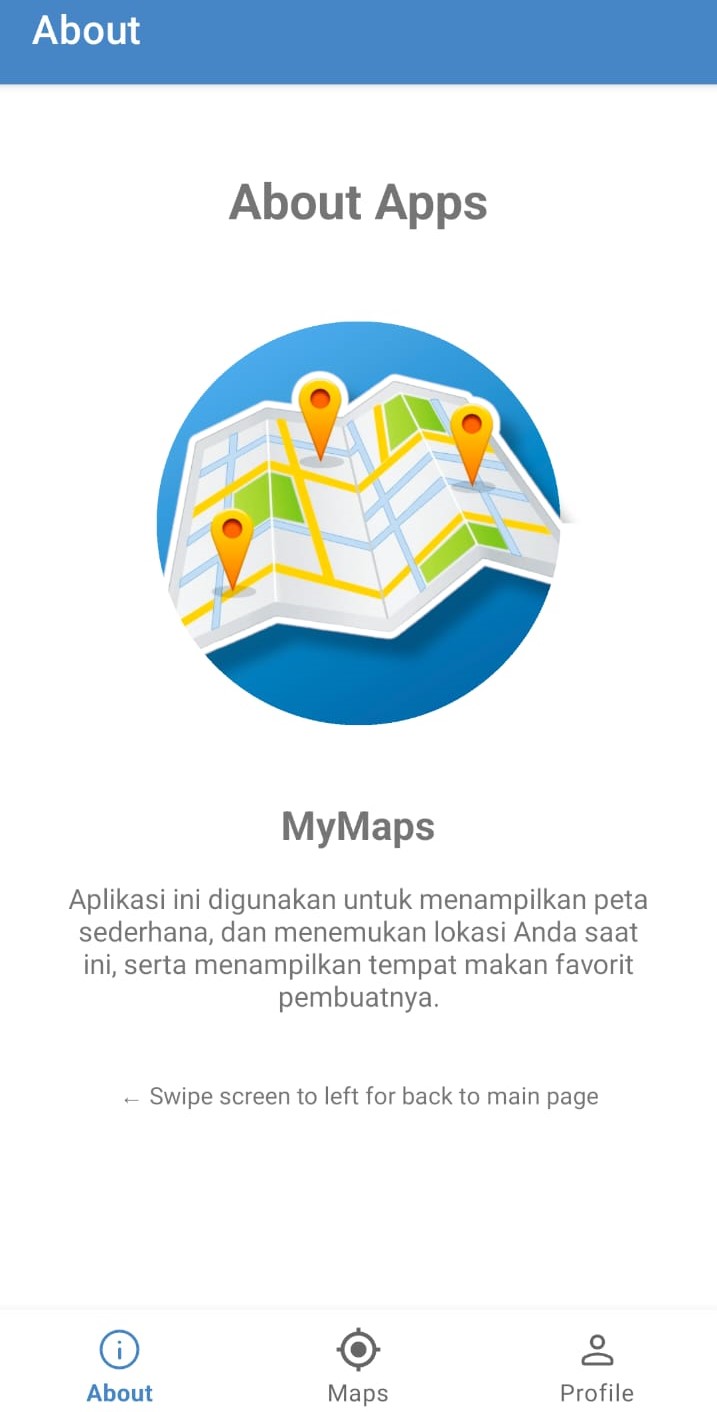 About
About Apps
MyMaps
Aplikasi ini digunakan untuk menampilkan peta
sederhana, dan menemukan lokasi Anda saat
ini, serta menampilkan tempat makan favorit
pembuatnya.
← Swipe screen to left for back to main page
About
Maps
Profile